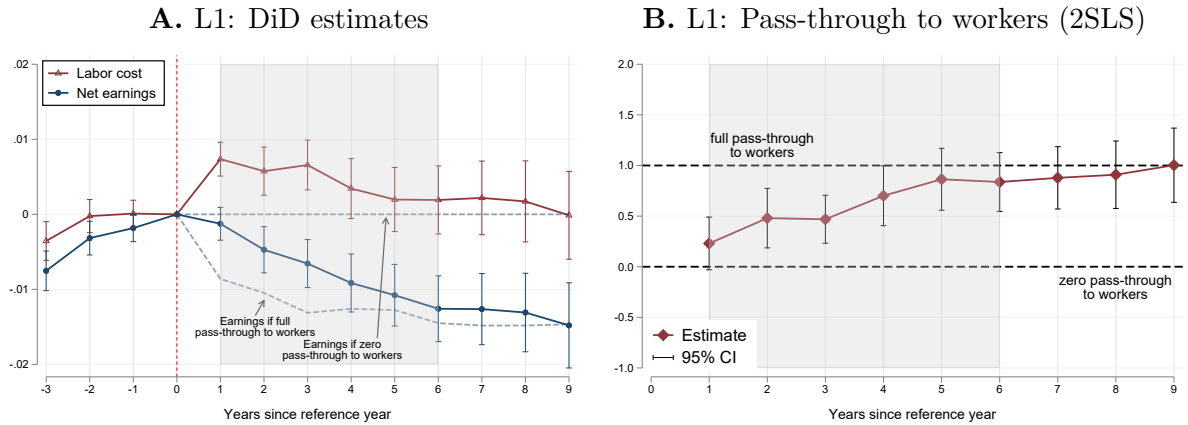 A. L1: DiD estimates
Labor cost
Net earnings
.02
.01
0
-.01
-.02
Earnings if full
pass-through to workers
Earnings if zero
pass-through to workers
-3 -2 -1 0 1 2 3 4 5 6 7 8 9
Years since reference year
B. L1: Pass-through to workers (2SLS)
2.0
1.5
1.0
0.5
0.0
-0.5
-1.0
full pass-through
to workers
zero pass-through
to workers
Estimate
95% CI
0 1 2 3 4 5 6 7 8 9
Years since reference year